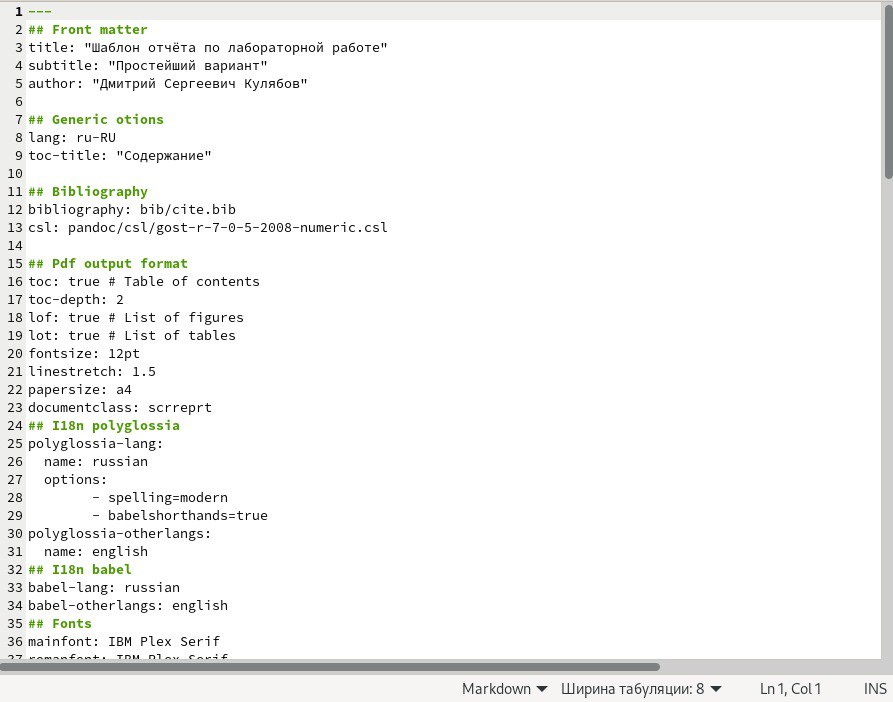 1 ---
2 ## Front matter
3 title: "Шаблон отчёта по лабораторной работе"
4 subtitle: "Простейший вариант"
5 author: "Дмитрий Сергеевич Кулябов"
6
7 ## Generic otions
8 lang: ru-RU
9 toc-title: "Содержание"
10
11 ## Bibliography
12 bibliography: bib/cite.bib
13 csl: pandoc/csl/gost-r-7-0-5-2008-numeric.csl
14
15 ## Pdf output format
16 toc: true # Table of contents
17 toc-depth: 2
18 lof: true # List of figures
19 lot: true # List of tables
20 fontsize: 12pt
21 linestretch: 1.5
22 papersize: a4
23 documentclass: scrreprt
24 ## I18n polyglossia
25 polyglossia-lang:
26   name: russian
27   options:
28         - spelling=modern
29         - babelshorthands=true
30 polyglossia-otherlangs:
31   name: english
32 ## I18n babel
33 babel-lang: russian
34 babel-otherlangs: english
35 ## Fonts
36 mainfont: IBM Plex Serif
37 romanfont: IBM Plex Serif
Markdown Ширина табуляции: 8 Ln 1, Col 1 INS